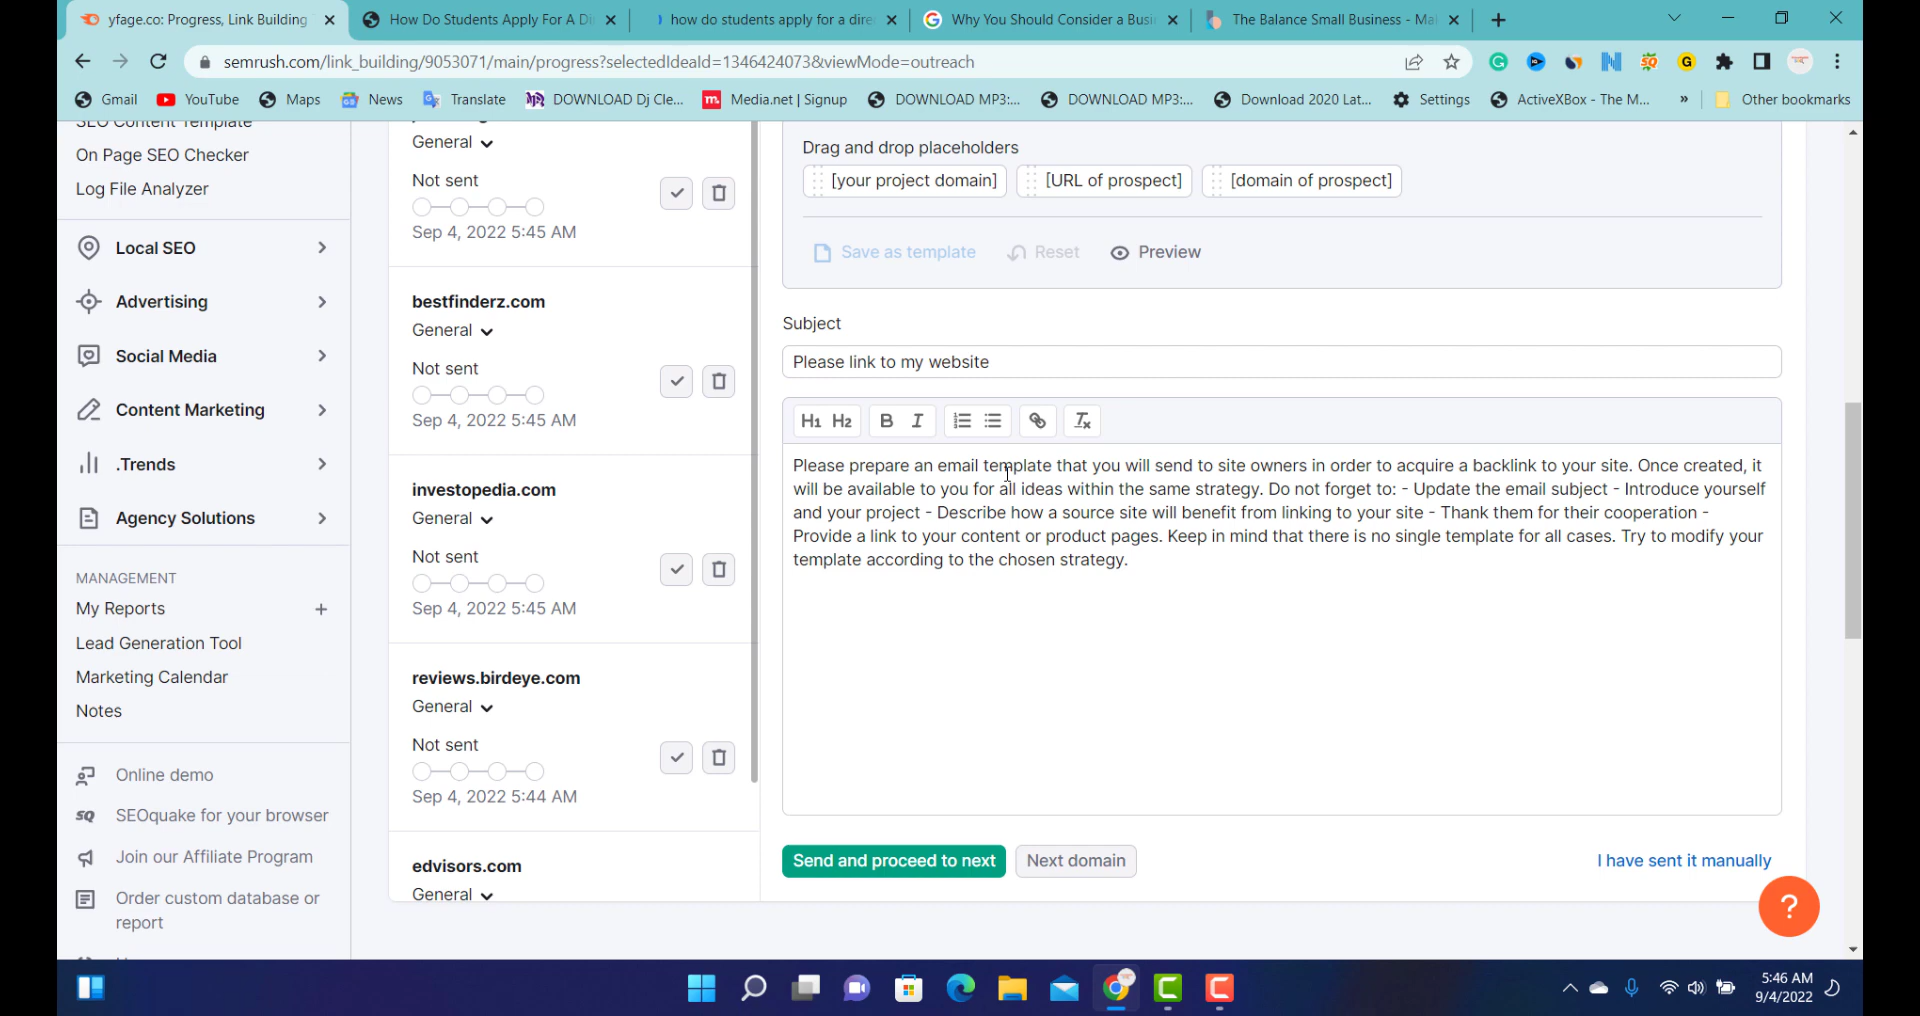 yfage.co: Progress, Link Building
How Do Students Apply For A Di
how do students apply for a dire
Why You Should Consider a Busi
The Balance Small Business - Ma
semrush.com/link_building/9053071/main/progress?selectedIdeaId=1346424073&viewMode=outreach
Gmail
YouTube
Maps
News
Translate
DOWNLOAD Dj Cle...
Media.net | Signup
DOWNLOAD MP3:...
DOWNLOAD MP3:...
Download 2020 Lat...
Settings
ActiveXBox - The M...
»
Other bookmarks
SEO Content Template
On Page SEO Checker
Log File Analyzer
Local SEO
Advertising
Social Media
Content Marketing
.Trends
Agency Solutions
MANAGEMENT
My Reports
+
Lead Generation Tool
Marketing Calendar
Notes
Online demo
SEOquake for your browser
Join our Affiliate Program
Order custom database or
report
General
Not sent
Sep 4, 2022 5:45 AM
bestfinderz.com
General
Not sent
Sep 4, 2022 5:45 AM
investopedia.com
General
Not sent
Sep 4, 2022 5:45 AM
reviews.birdeye.com
General
Not sent
Sep 4, 2022 5:44 AM
edvisors.com
General
Drag and drop placeholders
[your project domain]
[URL of prospect]
[domain of prospect]
Save as template
Reset
Preview
Subject
Please link to my website
H1 H2 B I
Please prepare an email template that you will send to site owners in order to acquire a backlink to your site. Once created, it
will be available to you for all ideas within the same strategy. Do not forget to: - Update the email subject - Introduce yourself
and your project - Describe how a source site will benefit from linking to your site - Thank them for their cooperation -
Provide a link to your content or product pages. Keep in mind that there is no single template for all cases. Try to modify your
template according to the chosen strategy.
Send and proceed to next
Next domain
I have sent it manually
?
5:46 AM
9/4/2022